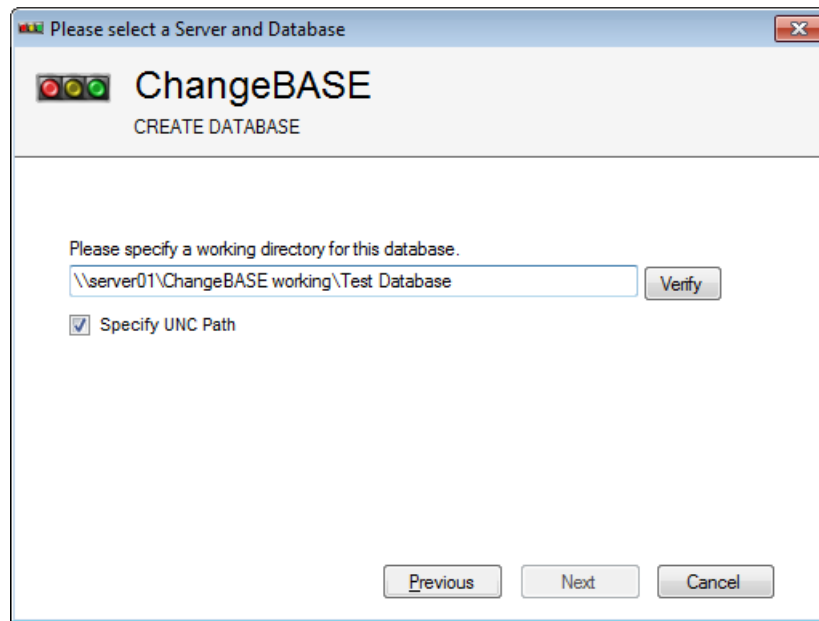 Please select a Server and Database
ChangeBASE
CREATE DATABASE
Please specify a working directory for this database.
\\server01\ChangeBASE working\Test Database
Verify
Specify UNC Path
Previous Next Cancel